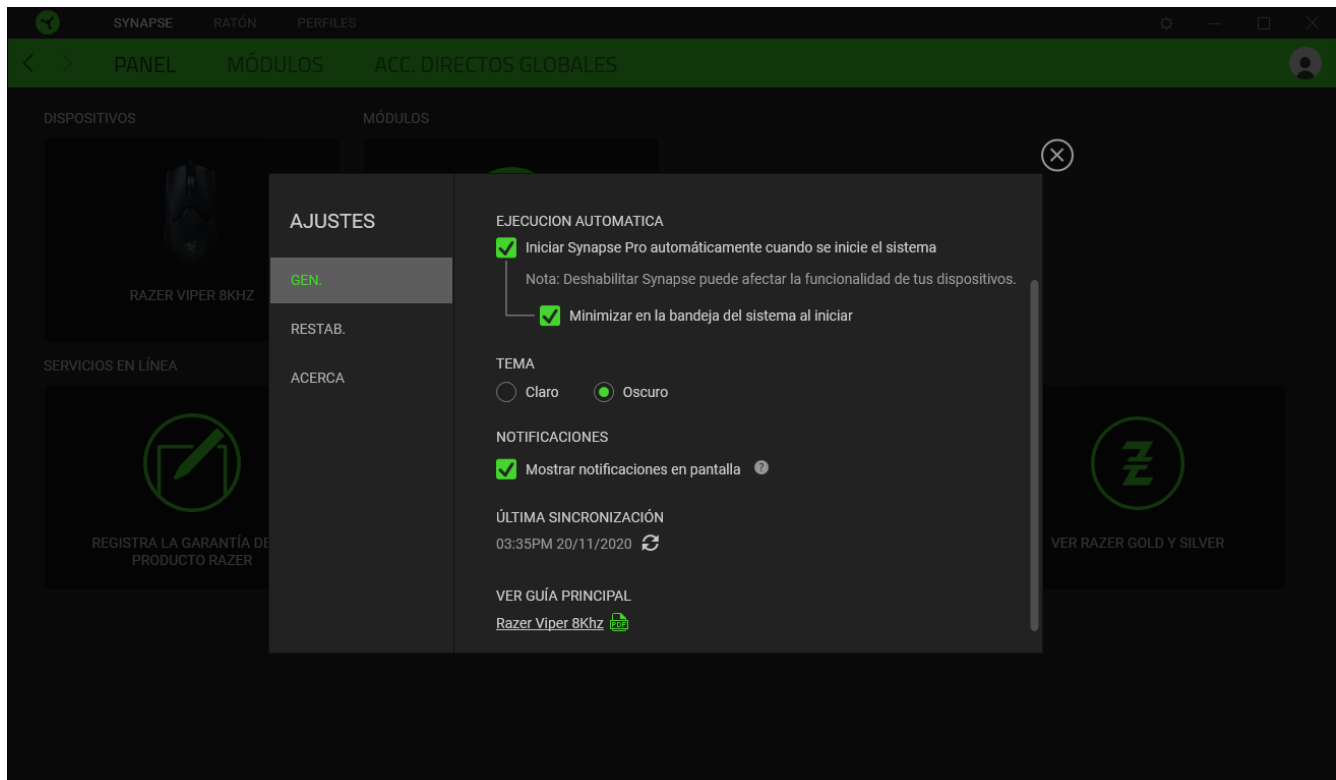 SYNAPSE RATÓN PERFILES
PANEL MÓDULOS ACC. DIRECTOS GLOBALES
DISPOSITIVOS MÓDULOS
RAZER VIPER 8KHZ
SERVICIOS EN LÍNEA
REGISTRA LA GARANTÍA DE
PRODUCTO RAZER
VER RAZER GOLD Y SILVER
AJUSTES
GEN.
RESTAB.
ACERCA
EJECUCION AUTOMATICA
Iniciar Synapse Pro automáticamente cuando se inicie el sistema
Nota: Deshabilitar Synapse puede afectar la funcionalidad de tus dispositivos.
Minimizar en la bandeja del sistema al iniciar
TEMA
Claro Oscuro
NOTIFICACIONES
Mostrar notificaciones en pantalla ?
ÚLTIMA SINCRONIZACIÓN
03:35PM 20/11/2020
VER GUÍA PRINCIPAL
Razer Viper 8Khz PDF